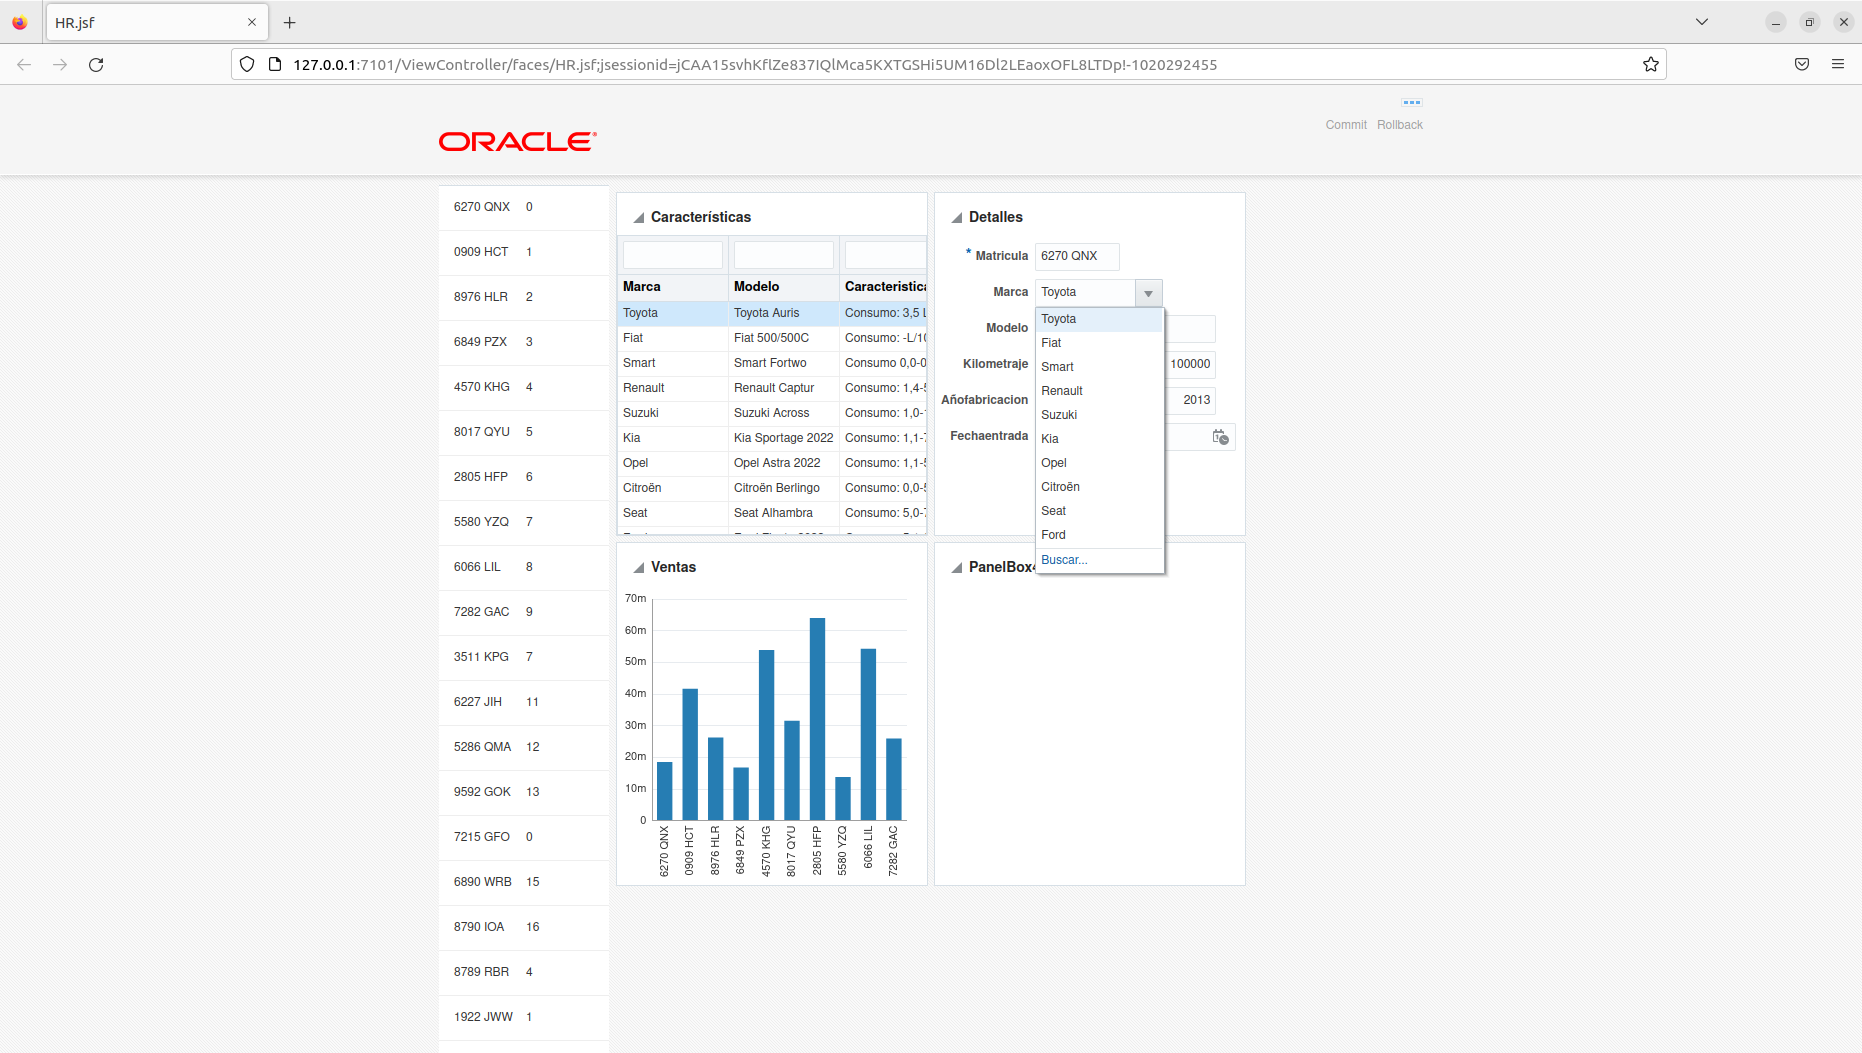 HR.jsf
127.0.0.1:7101/ViewController/faces/HR.jsf;jsessionid=jCAA15svhKflZe837IQlMca5KXTGSHi5UM16Dl2LEaoxOFL8LTDp!-1020292455
ORACLE
Commit Rollback
6270 QNX 0
0909 HCT 1
8976 HLR 2
6849 PZX 3
4570 KHG 4
8017 QYU 5
2805 HFP 6
5580 YZQ 7
6066 LIL 8
7282 GAC 9
3511 KPG 7
6227 JIH 11
5286 QMA 12
9592 GOK 13
7215 GFO 0
6890 WRB 15
8790 IOA 16
8789 RBR 4
1922 JWW 1
Características
Marca Modelo Caracteristica
Toyota Toyota Auris Consumo: 3,5 L
Fiat Fiat 500/500C Consumo: -L/10
Smart Smart Fortwo Consumo 0,0-0
Renault Renault Captur Consumo: 1,4-5
Suzuki Suzuki Across Consumo: 1,0-1
Kia Kia Sportage 2022 Consumo: 1,1-7
Opel Opel Astra 2022 Consumo: 1,1-5
Citroën Citroën Berlingo Consumo: 0,0-5
Seat Seat Alhambra Consumo: 5,0-7
Detalles
* Matricula 6270 QNX
Marca Toyota
Modelo
Kilometraje 100000
Añofabricacion 2013
Fechaentrada
Toyota
Fiat
Smart
Renault
Suzuki
Kia
Opel
Citroën
Seat
Ford
Buscar...
Ventas
70m
60m
50m
40m
30m
20m
10m
0
6270 QNX
0909 HCT
8976 HLR
6849 PZX
4570 KHG
8017 QYU
2805 HFP
5580 YZQ
6066 LIL
7282 GAC
PanelBox4